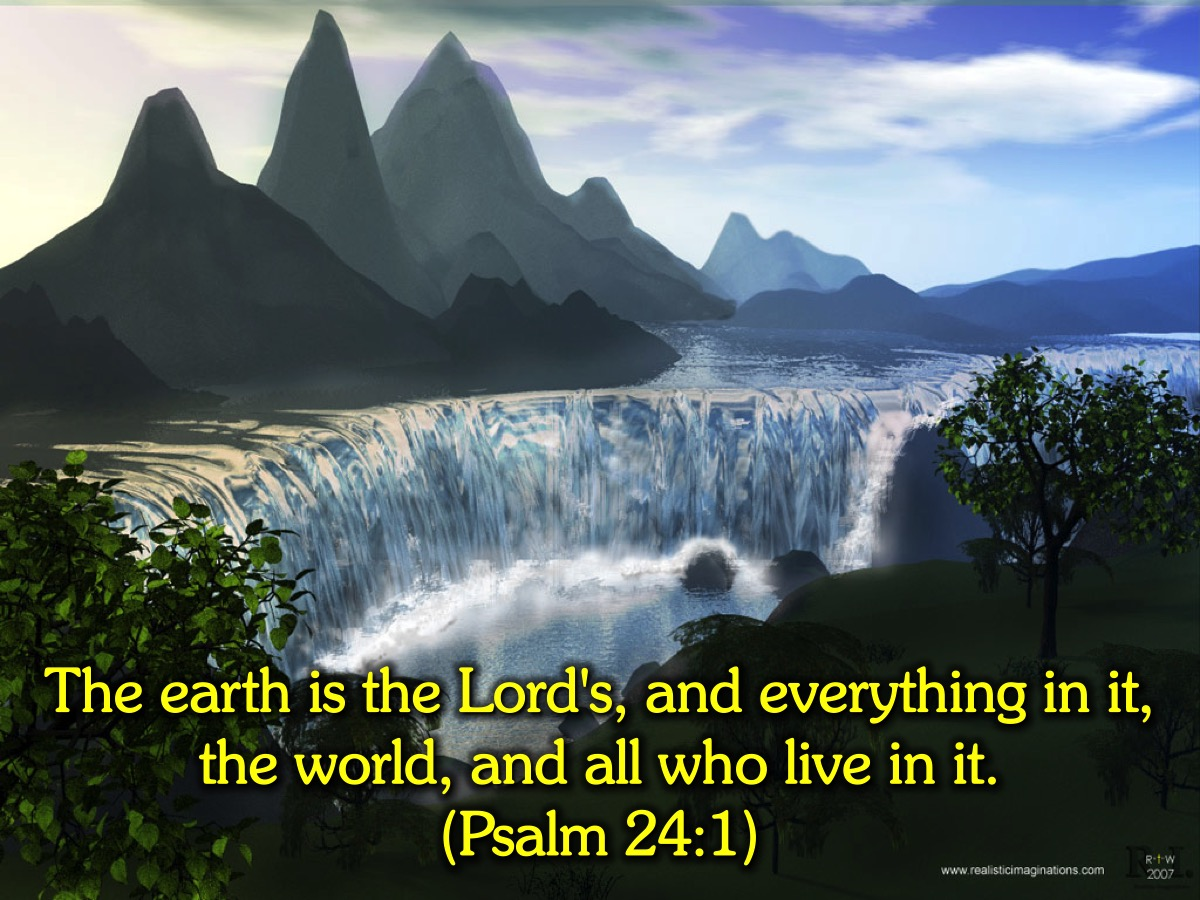 The earth is the Lord's, and everything in it,
the world, and all who live in it.
(Psalm 24:1)
www.realisticimaginations.com
R t W
2007